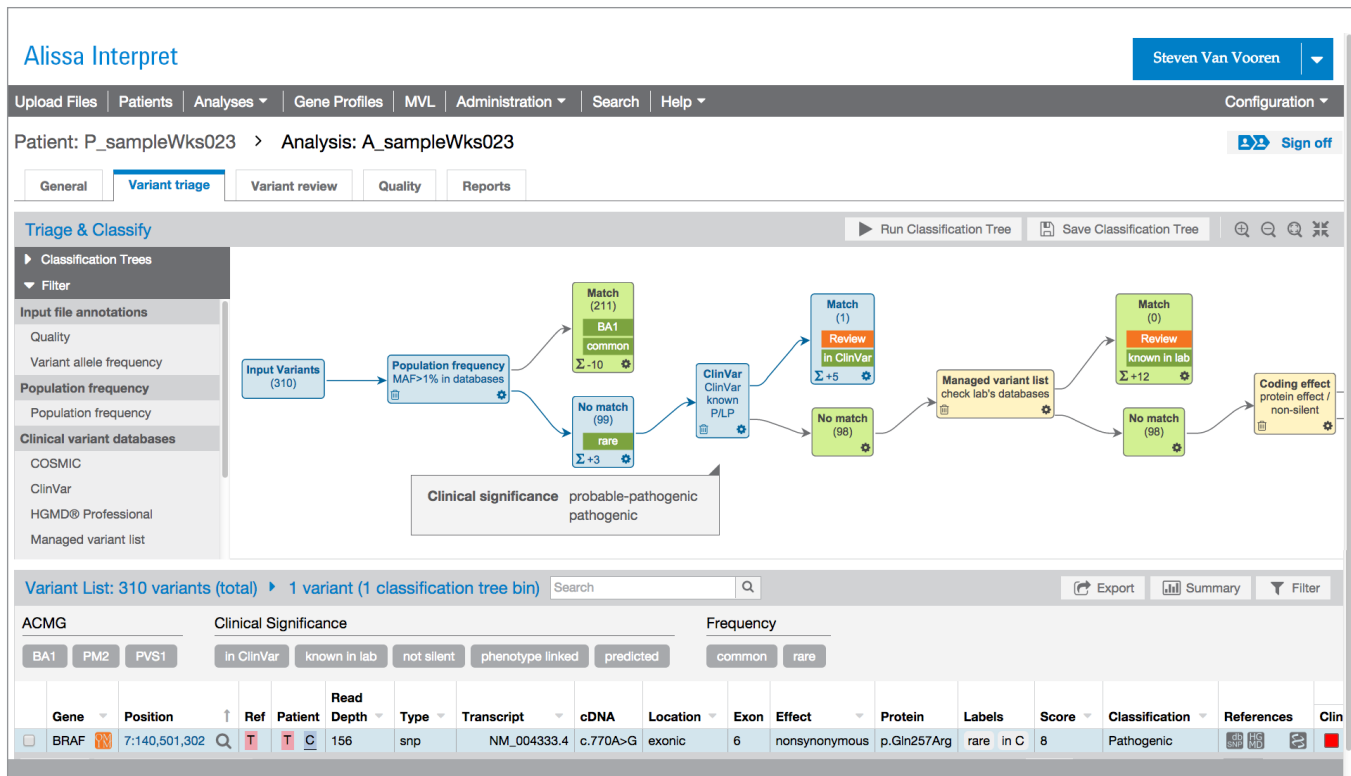 Alissa Interpret
Steven Van Vooren
Upload Files Patients Analyses Gene Profiles MVL Administration Search Help Configuration
Patient: P_sampleWks023 > Analysis: A_sampleWks023 Sign off
General Variant triage Variant review Quality Reports
Triage & Classify Run Classification Tree Save Classification Tree
Classification Trees
Filter
Input file annotations
Quality
Variant allele frequency
Population frequency
Population frequency
Clinical variant databases
COSMIC
ClinVar
HGMD® Professional
Managed variant list
Input Variants
(310)
Population frequency
MAF>1% in databases
Match
(211)
BA1
common
Σ -10
No match
(99)
rare
Σ +3
ClinVar
ClinVar
known
P/LP
Match
(1)
Review
in ClinVar
Σ +5
No match
(98)
Managed variant list
check lab's databases
Match
(0)
Review
known in lab
Σ +12
No match
(98)
Coding effect
protein effect /
non-silent
Clinical significance probable-pathogenic
pathogenic
Variant List: 310 variants (total) 1 variant (1 classification tree bin) Search Export Summary Filter
ACMG Clinical Significance Frequency
BA1 PM2 PVS1 in ClinVar known in lab not silent phenotype linked predicted common rare
Gene Position Ref Patient Read Depth Type Transcript cDNA Location Exon Effect Protein Labels Score Classification References Clin
BRAF 7:140,501,302 T T C 156 snp NM_004333.4 c.770A>G exonic 6 nonsynonymous p.Gln257Arg rare in C 8 Pathogenic db SNP HG MD